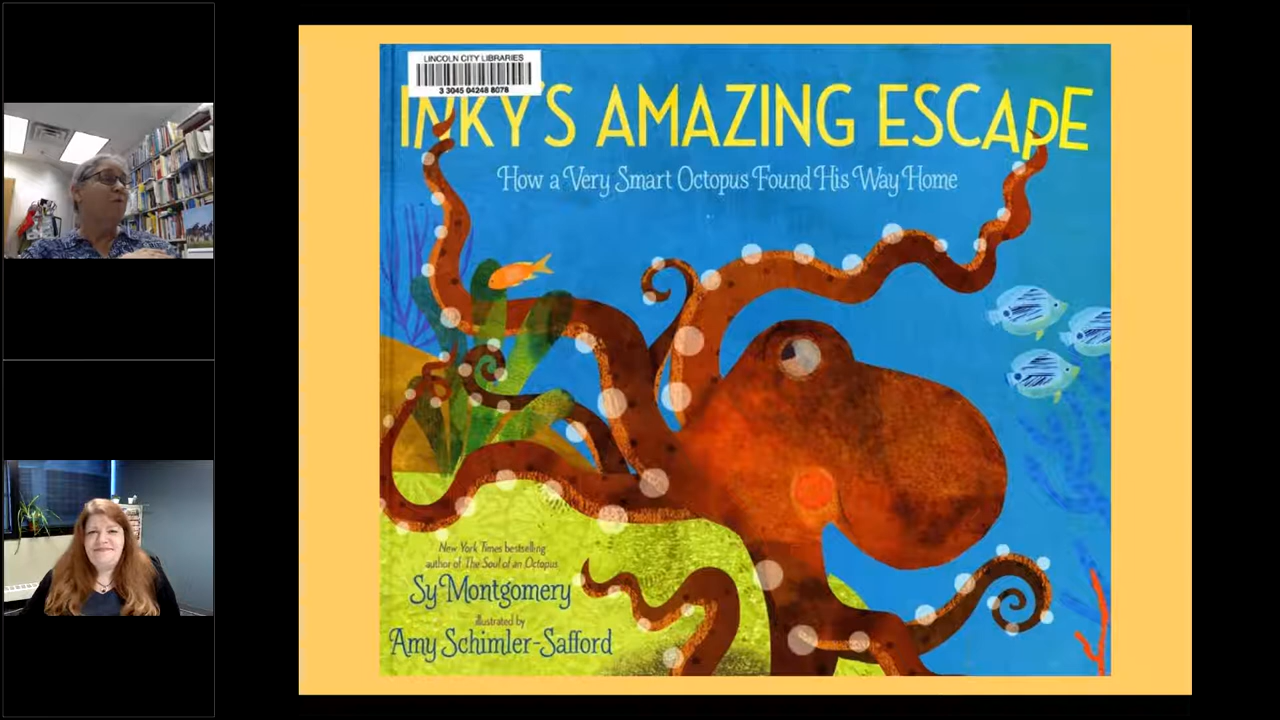 LINCOLN CITY LIBRARIES
3 3045 04248 8078
INKY'S AMAZING ESCAPE
How a Very Smart Octopus Found His Way Home
New York Times bestselling
author of The Soul of an Octopus
Sy Montgomery
illustrated by
Amy Schimler-Safford